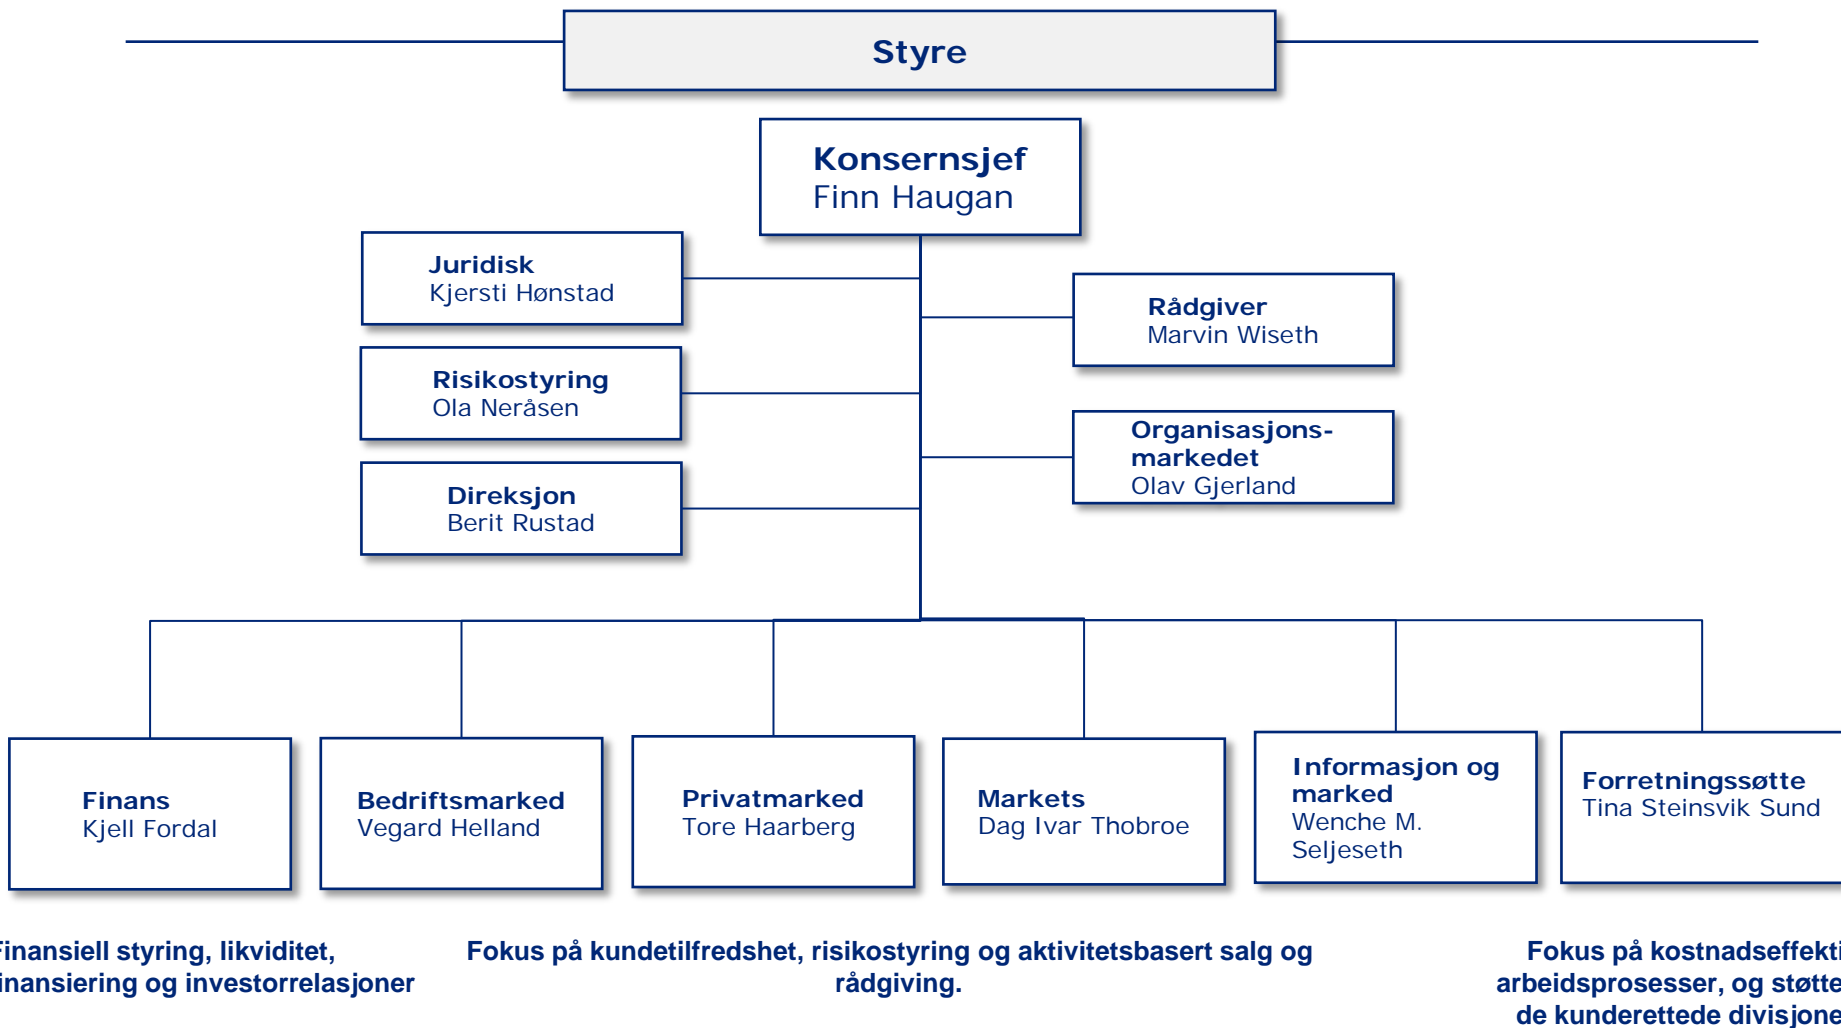 Styre
Konsernsjef
Finn Haugan
Juridisk
Kjersti Hønstad
Rådgiver
Marvin Wiseth
Risikostyring
Ola Neråsen
Organisasjons-
markedet
Olav Gjerland
Direksjon
Berit Rustad
Finans
Kjell Fordal
Bedriftsmarked
Vegard Helland
Privatmarked
Tore Haarberg
Markets
Dag Ivar Thobroe
Informasjon og
marked
Wenche M.
Seljeseth
Forretningssøtte
Tina Steinsvik Sund
Finansiell styring, likviditet,
inansiering og investorrelasjoner
Fokus på kundetilfredshet, risikostyring og aktivitetsbasert salg og
rådgiving.
Fokus på kostnadseffekti
arbeidsprosesser, og støtte
de kunderettede divisjone